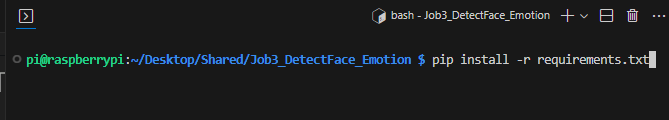 bash - Job3_DetectFace_Emotion
pi@raspberrypi:~/Desktop/Shared/Job3_DetectFace_Emotion $ pip install -r requirements.txt